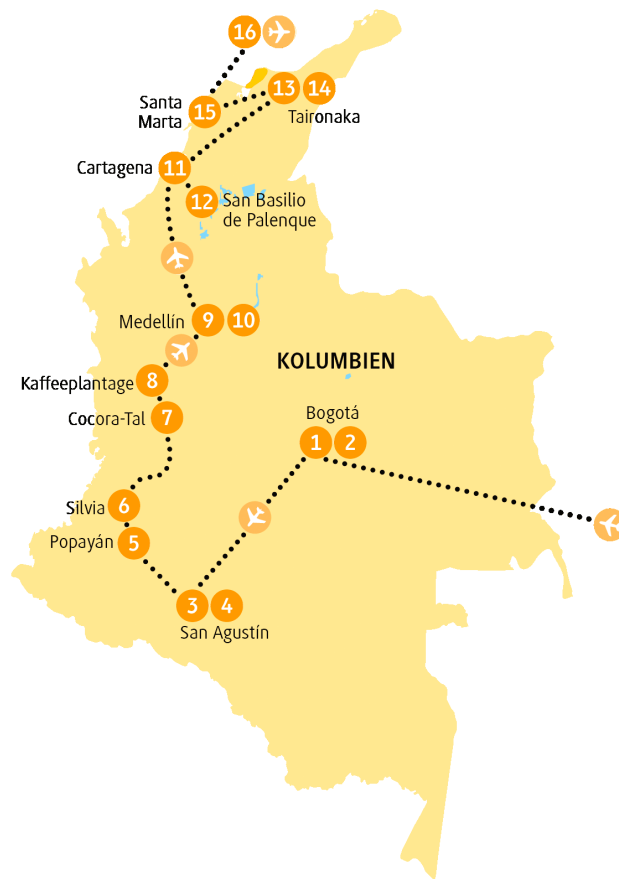 16
13 14
Santa
Marta
15
Taironaka
Cartagena 11
12 San Basilio
de Palenque
Medellín 9 10
KOLUMBIEN
Kaffeeplantage 8
Cocora-Tal 7
Bogotá
1 2
Silvia 6
Popayán 5
3 4
San Agustín